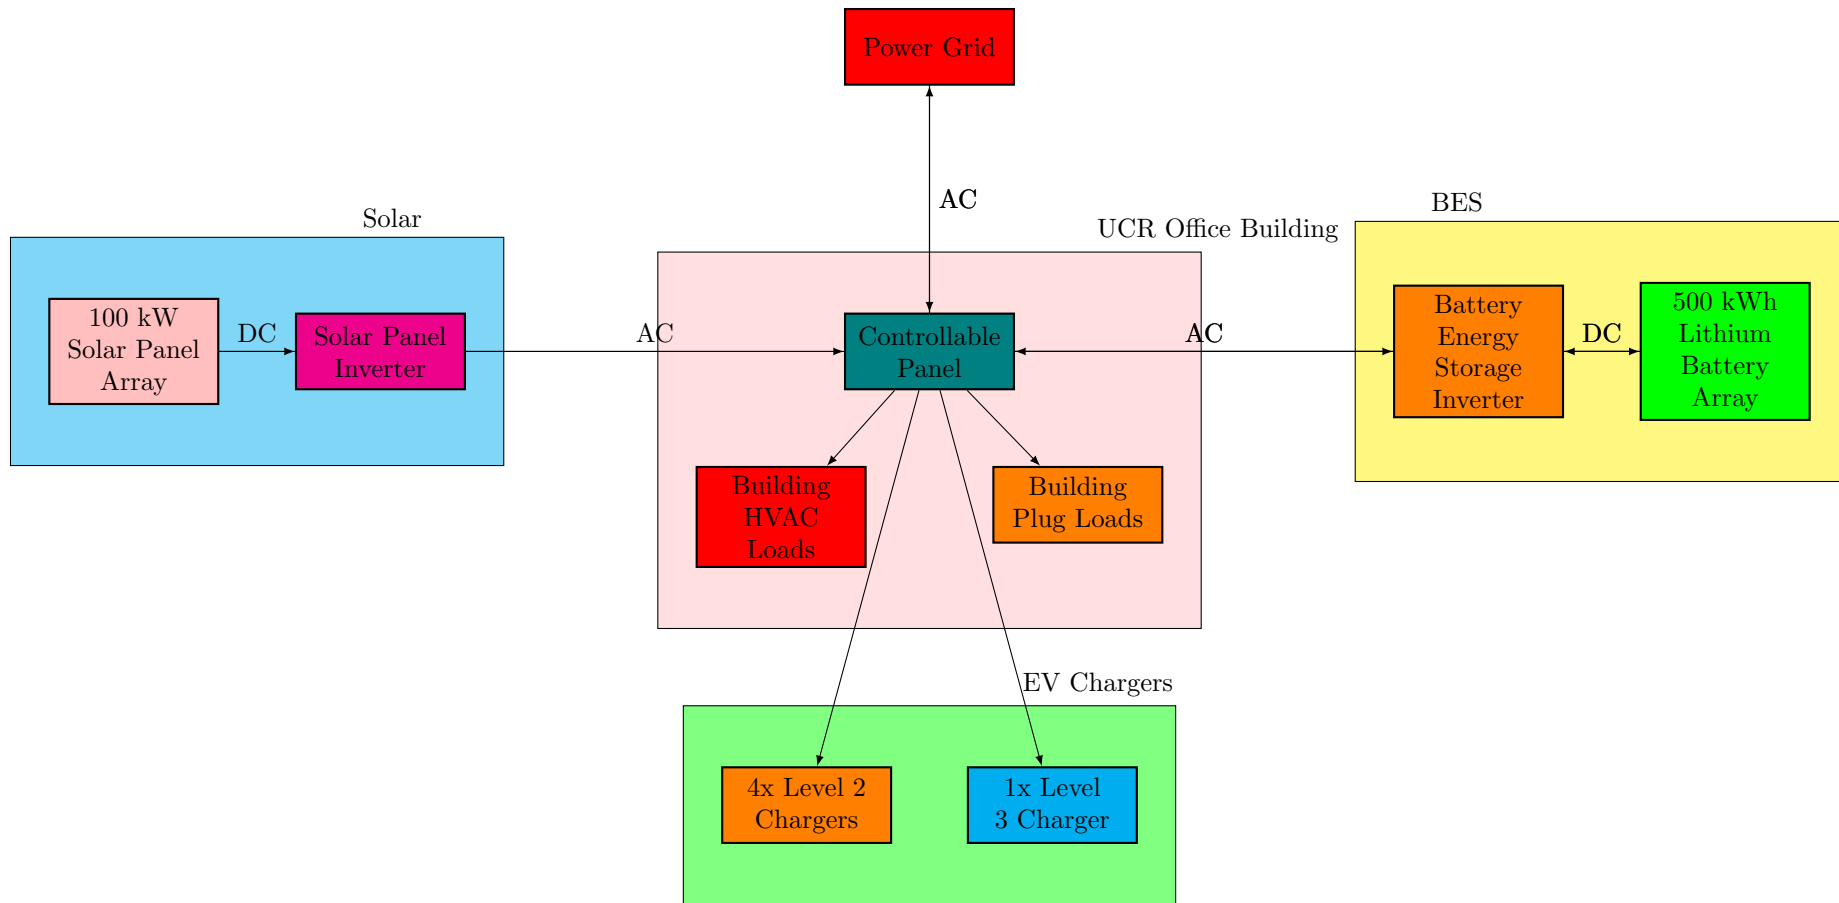 Power Grid
AC
Solar
UCR Office Building
BES
100 kW
Solar Panel
Array
DC
Solar Panel
Inverter
AC
Controllable
Panel
AC
Battery
Energy
Storage
Inverter
DC
500 kWh
Lithium
Battery
Array
Building
HVAC
Loads
Building
Plug Loads
EV Chargers
4x Level 2
Chargers
1x Level
3 Charger